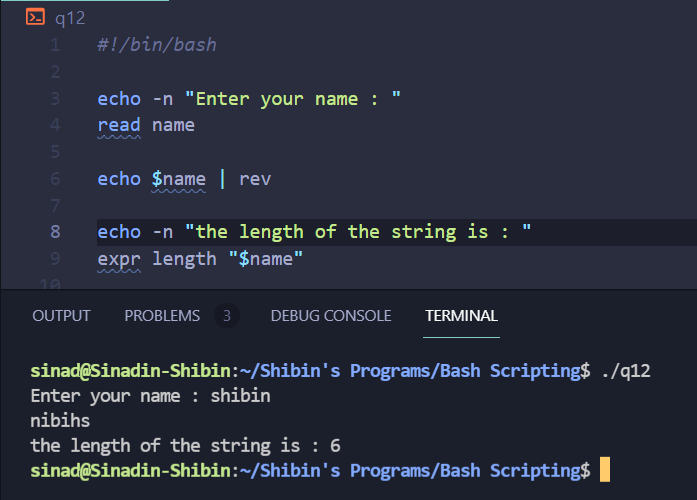 q12
1 #!/bin/bash
2
3 echo -n "Enter your name : "
4 read name
5
6 echo $name | rev
7
8 echo -n "the length of the string is : "
9 expr length "$name"
10
OUTPUT PROBLEMS 3 DEBUG CONSOLE TERMINAL
sinad@Sinadin-Shibin:~/Shibin's Programs/Bash Scripting$ ./q12
Enter your name : shibin
nibihs
the length of the string is : 6
sinad@Sinadin-Shibin:~/Shibin's Programs/Bash Scripting$